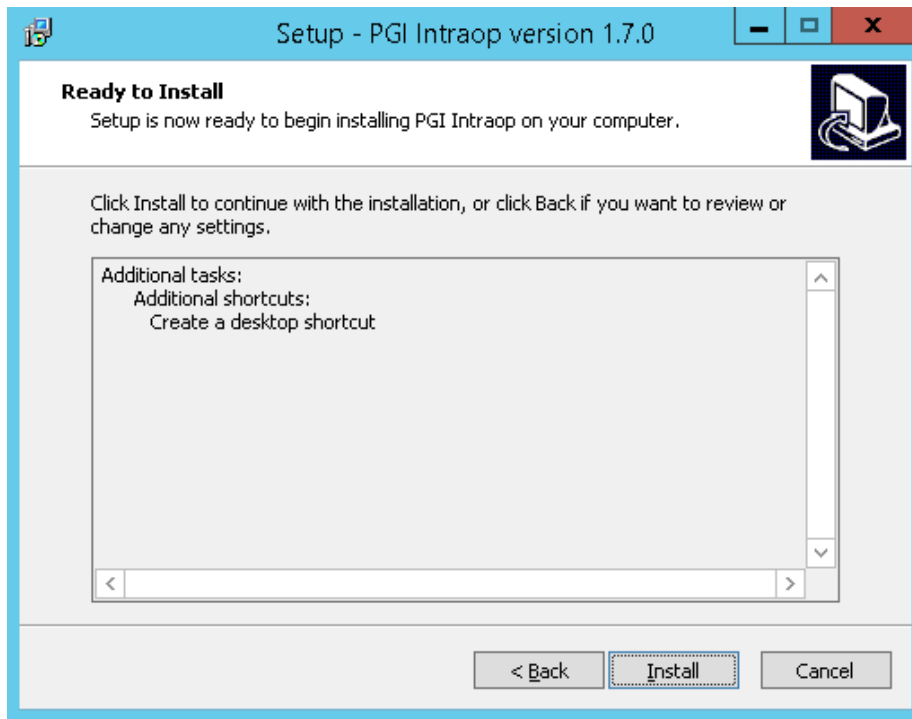 Setup - PGI Intraop version 1.7.0
Ready to Install
Setup is now ready to begin installing PGI Intraop on your computer.
Click Install to continue with the installation, or click Back if you want to review or
change any settings.
Additional tasks:
Additional shortcuts:
Create a desktop shortcut
< Back
Install
Cancel